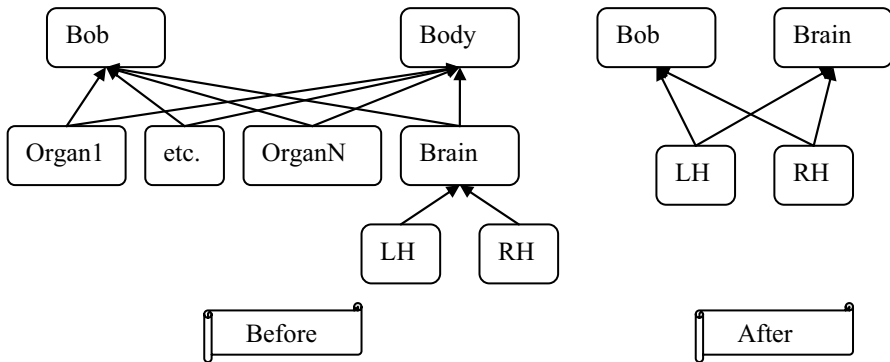 Bob
Body
Bob
Brain
Organ1
etc.
OrganN
Brain
LH
RH
LH
RH
Before
After